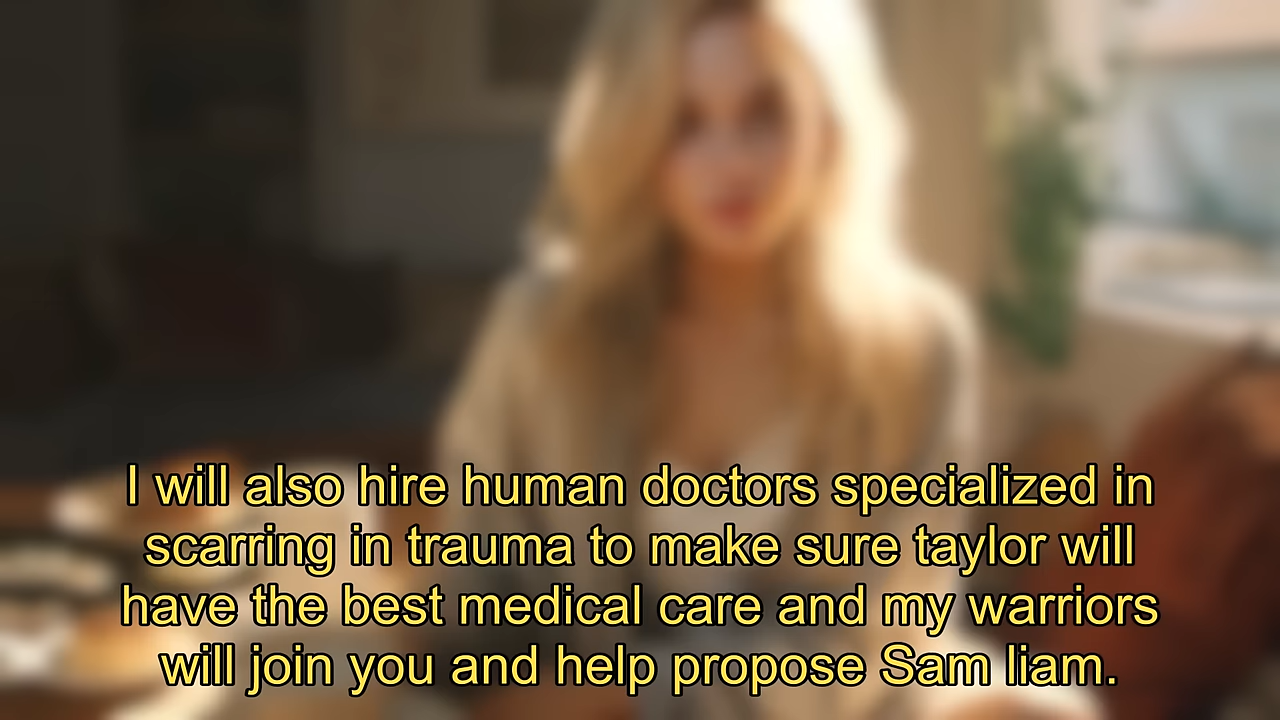 I will also hire human doctors specialized in
scarring in trauma to make sure taylor will
have the best medical care and my warriors
will join you and help propose Sam liam.